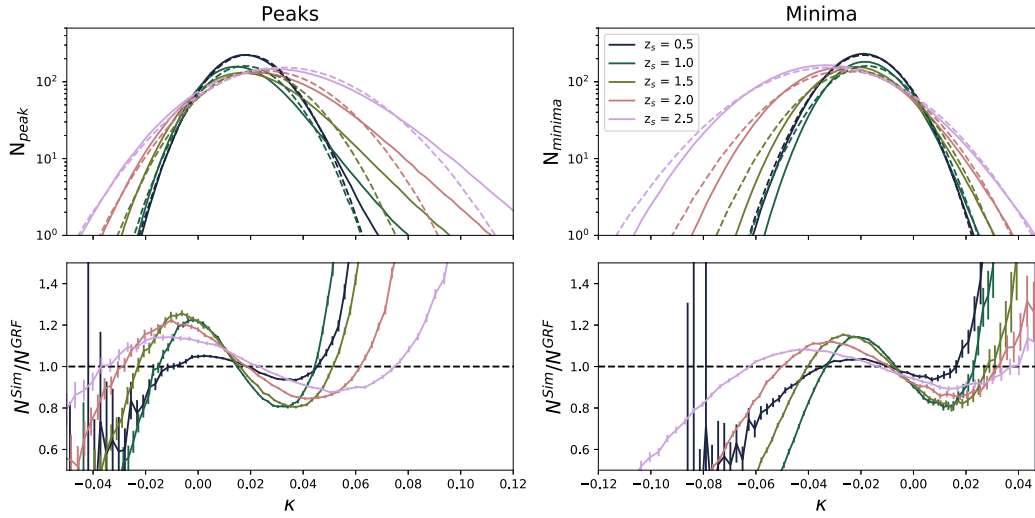 Peaks
Minima
N_peak
10^2
10^1
10^0
N_minima
10^2
10^1
10^0
z_s = 0.5
z_s = 1.0
z_s = 1.5
z_s = 2.0
z_s = 2.5
N^Sim/N^GRF
1.4
1.2
1.0
0.8
0.6
−0.04 −0.02 0.00 0.02 0.04 0.06 0.08 0.10 0.12
κ
N^Sim/N^GRF
1.4
1.2
1.0
0.8
0.6
−0.12 −0.10 −0.08 −0.06 −0.04 −0.02 0.00 0.02 0.04
κ